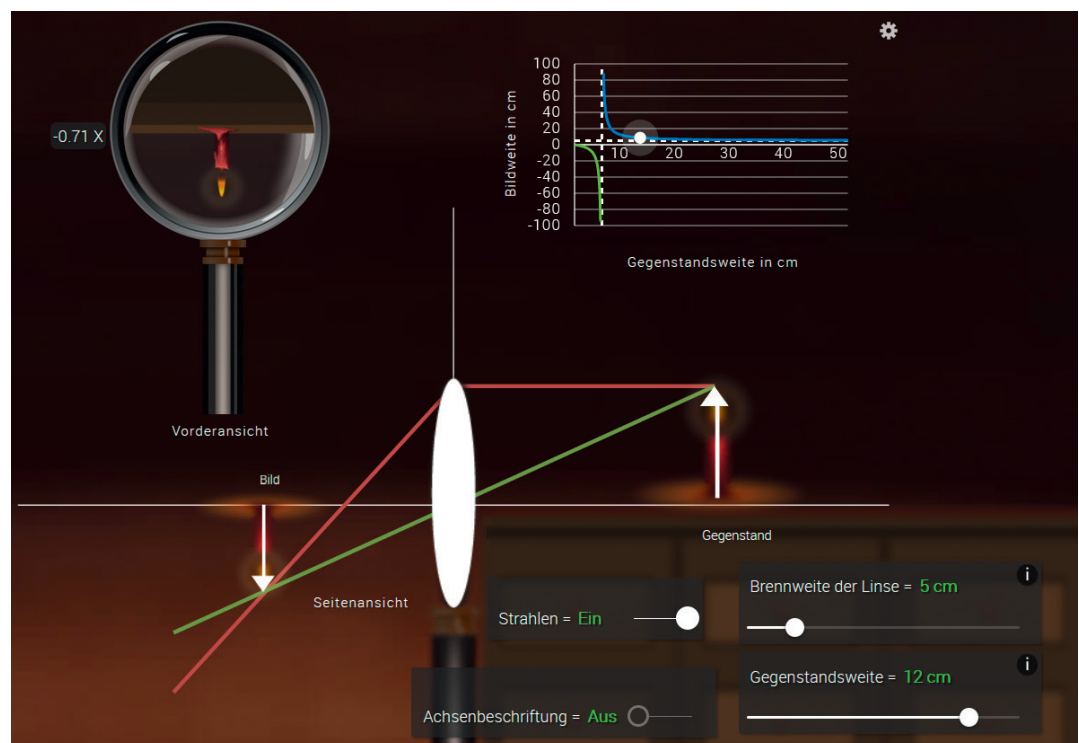 -0.71 X
Vorderansicht
Bildweite in cm
100
80
60
40
20
0
-20
-40
-60
-80
-100
10 20 30 40 50
Gegenstandsweite in cm
Bild
Seitenansicht
Gegenstand
Strahlen = Ein
Achsenbeschriftung = Aus
Brennweite der Linse = 5 cm
i
Gegenstandsweite = 12 cm
i